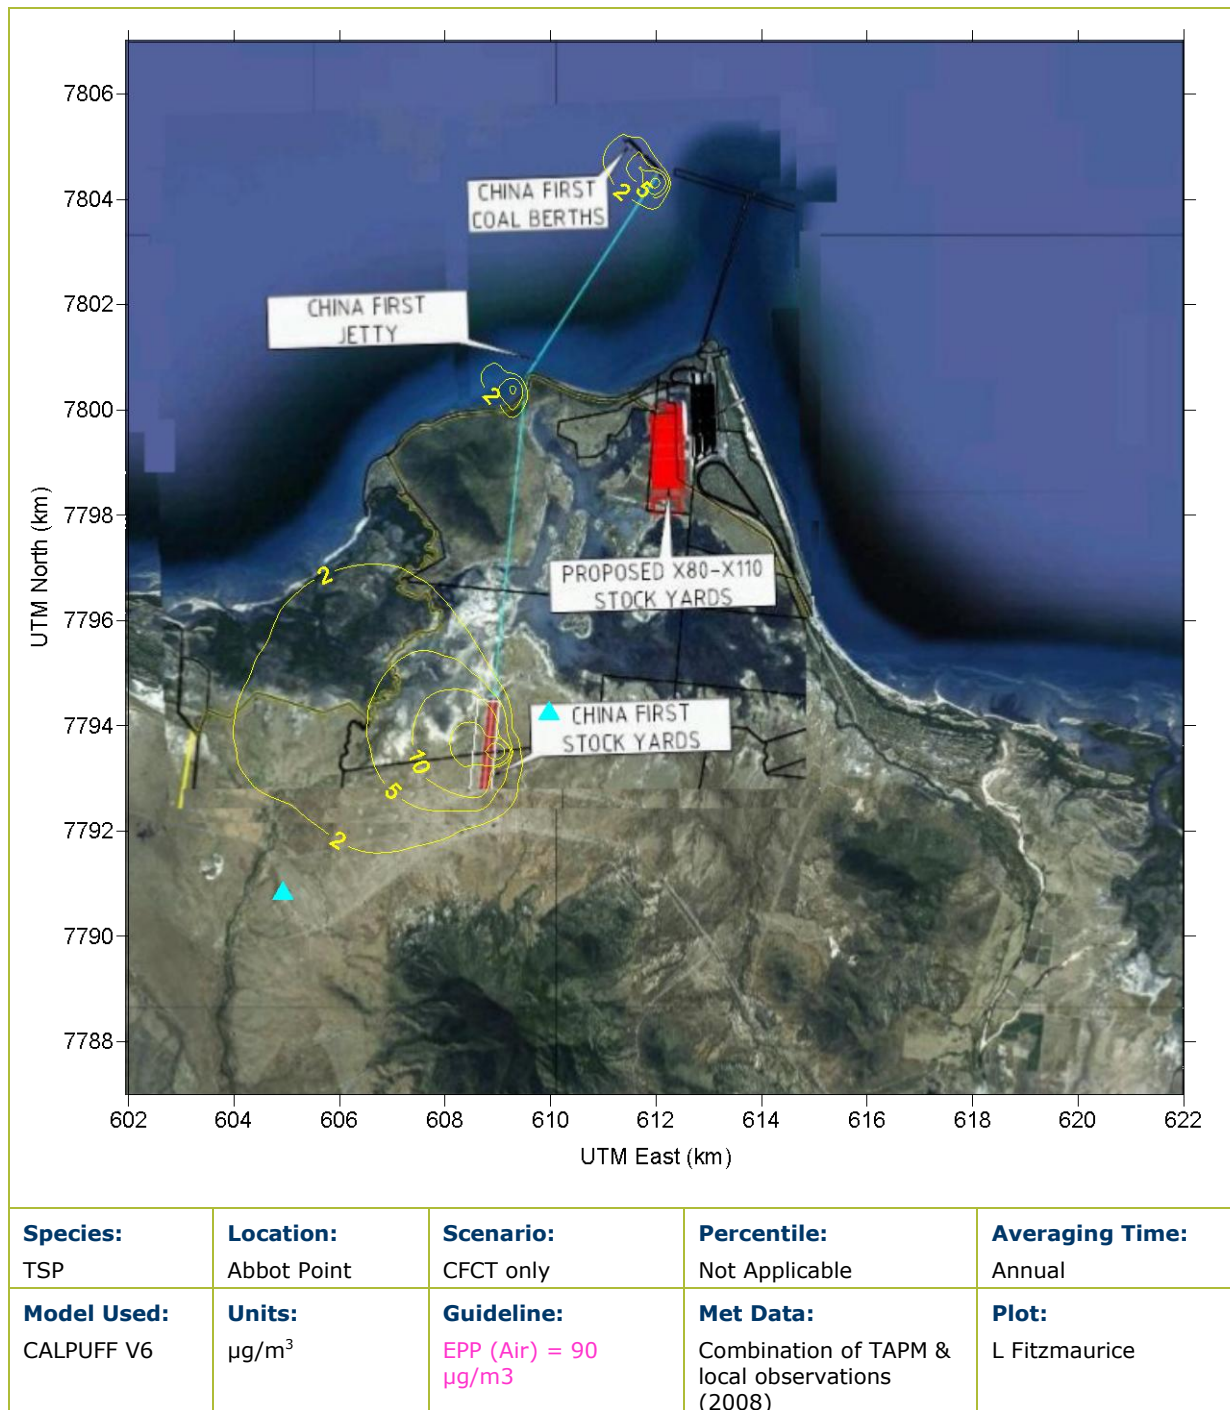 7806
7804
7802
7800
7798
7796
7794
7792
7790
7788
UTM North (km)
CHINA FIRST
COAL BERTHS
2
5
CHINA FIRST
JETTY
2
PROPOSED X80-X110
STOCK YARDS
2
CHINA FIRST
STOCK YARDS
10
5
2
602
604
606
608
610
612
614
616
618
620
622
UTM East (km)
Species:
TSP
Location:
Abbot Point
Scenario:
CFCT only
Percentile:
Not Applicable
Averaging Time:
Annual
Model Used:
CALPUFF V6
Units:
µg/m³
Guideline:
EPP (Air) = 90
µg/m3
Met Data:
Combination of TAPM &
local observations
(2008)
Plot:
L Fitzmaurice